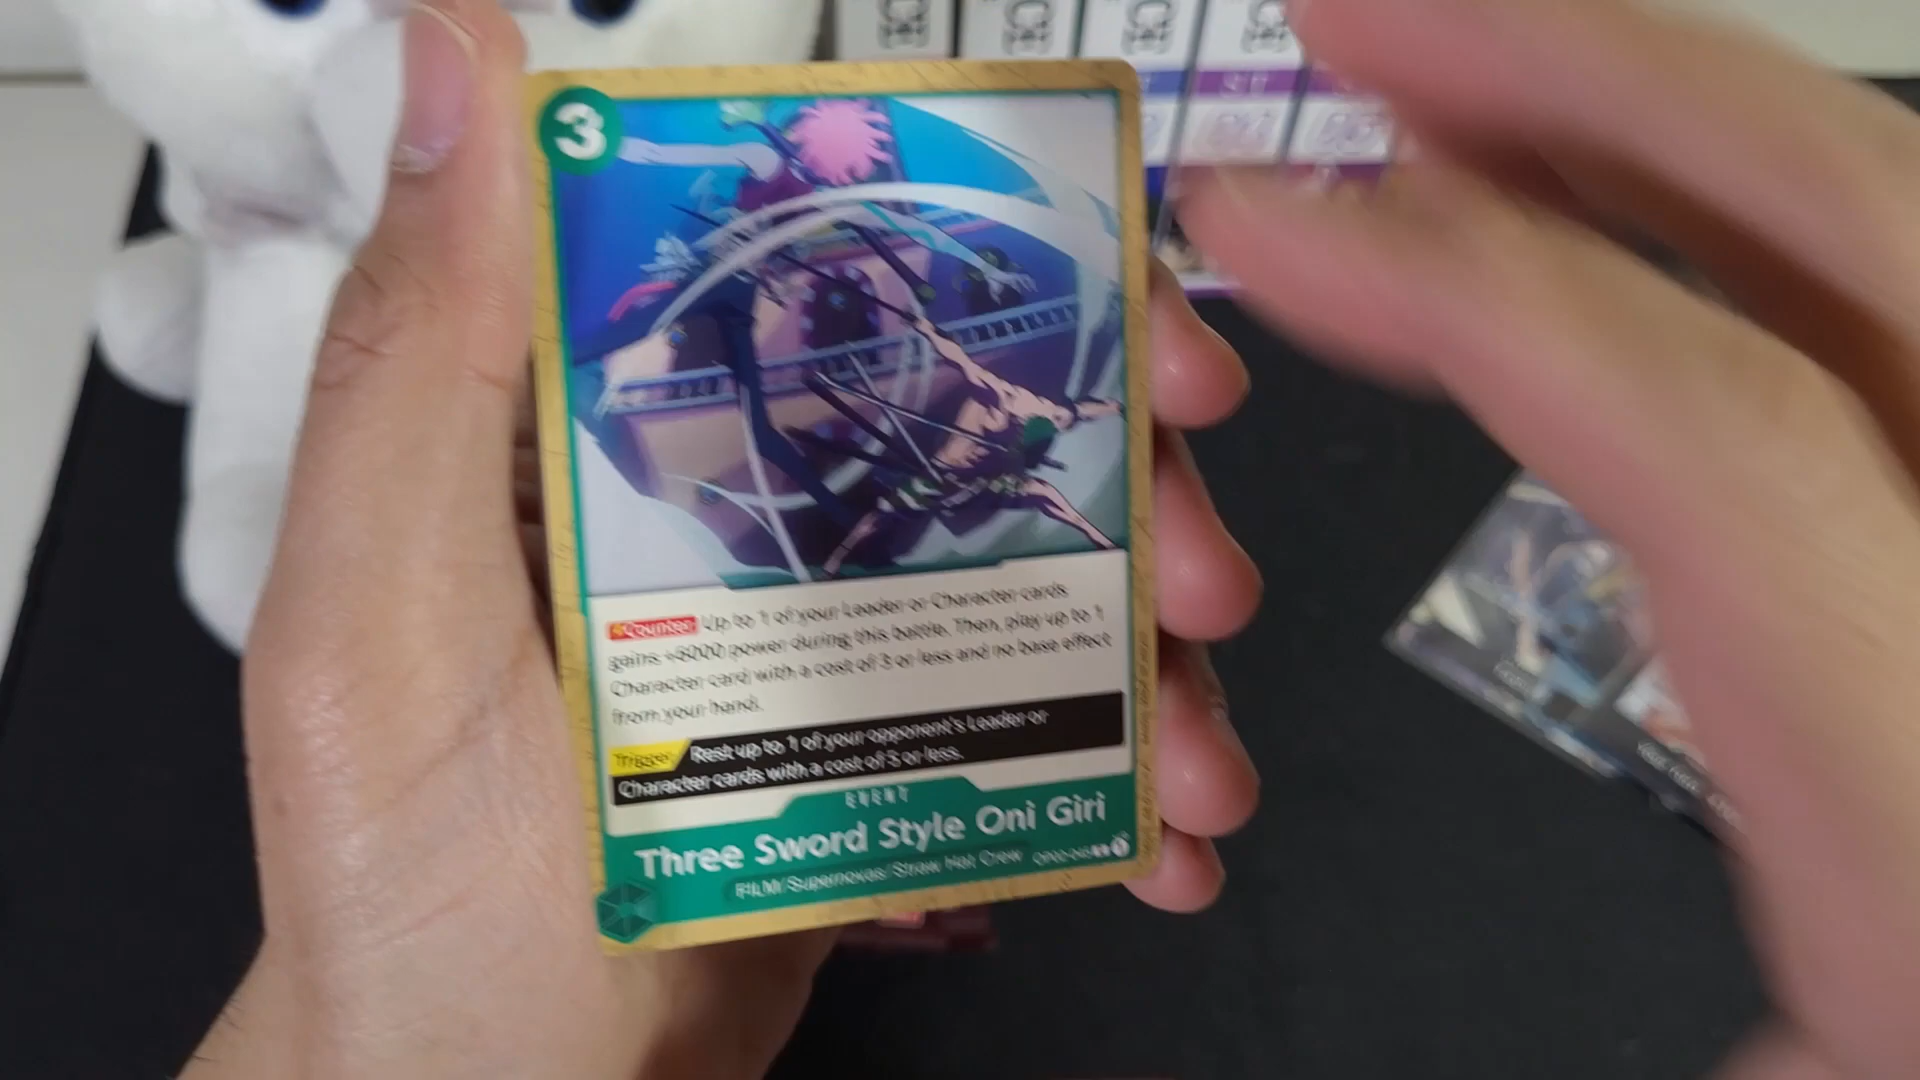 3
Counter Up to 1 of your Leader or Character cards
gains +6000 power during this battle. Then, play up to 1
Character card with a cost of 3 or less and no base effect
from your hand.
Trigger Rest up to 1 of your opponent's Leader or
Character cards with a cost of 5 or less.
EVENT
Three Sword Style Oni Giri
FILM/Supernovas/Straw Hat Crew